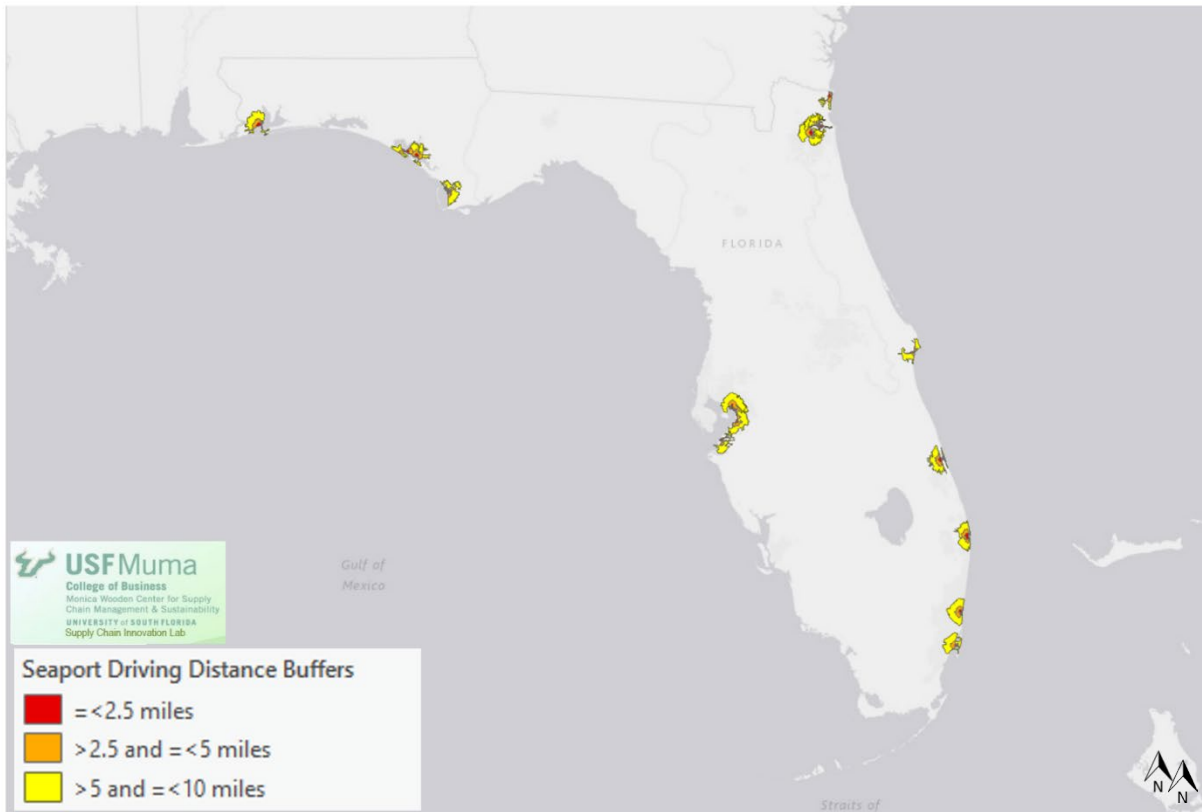 FLORIDA
Gulf of
Mexico
USF Muma
College of Business
Monica Wooden Center for Supply
Chain Management & Sustainability
UNIVERSITY of SOUTH FLORIDA
Supply Chain Innovation Lab
Seaport Driving Distance Buffers
=<2.5 miles
>2.5 and =<5 miles
>5 and =<10 miles
N
N
Straits of